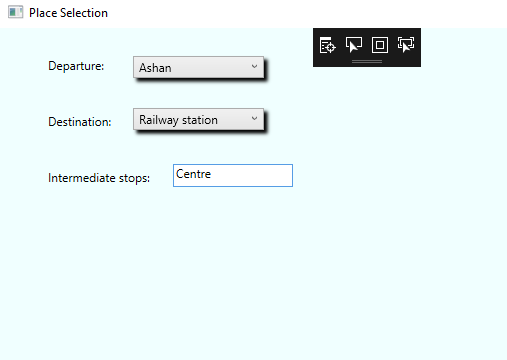 Place Selection
Departure: Ashan
Destination: Railway station
Intermediate stops: Centre